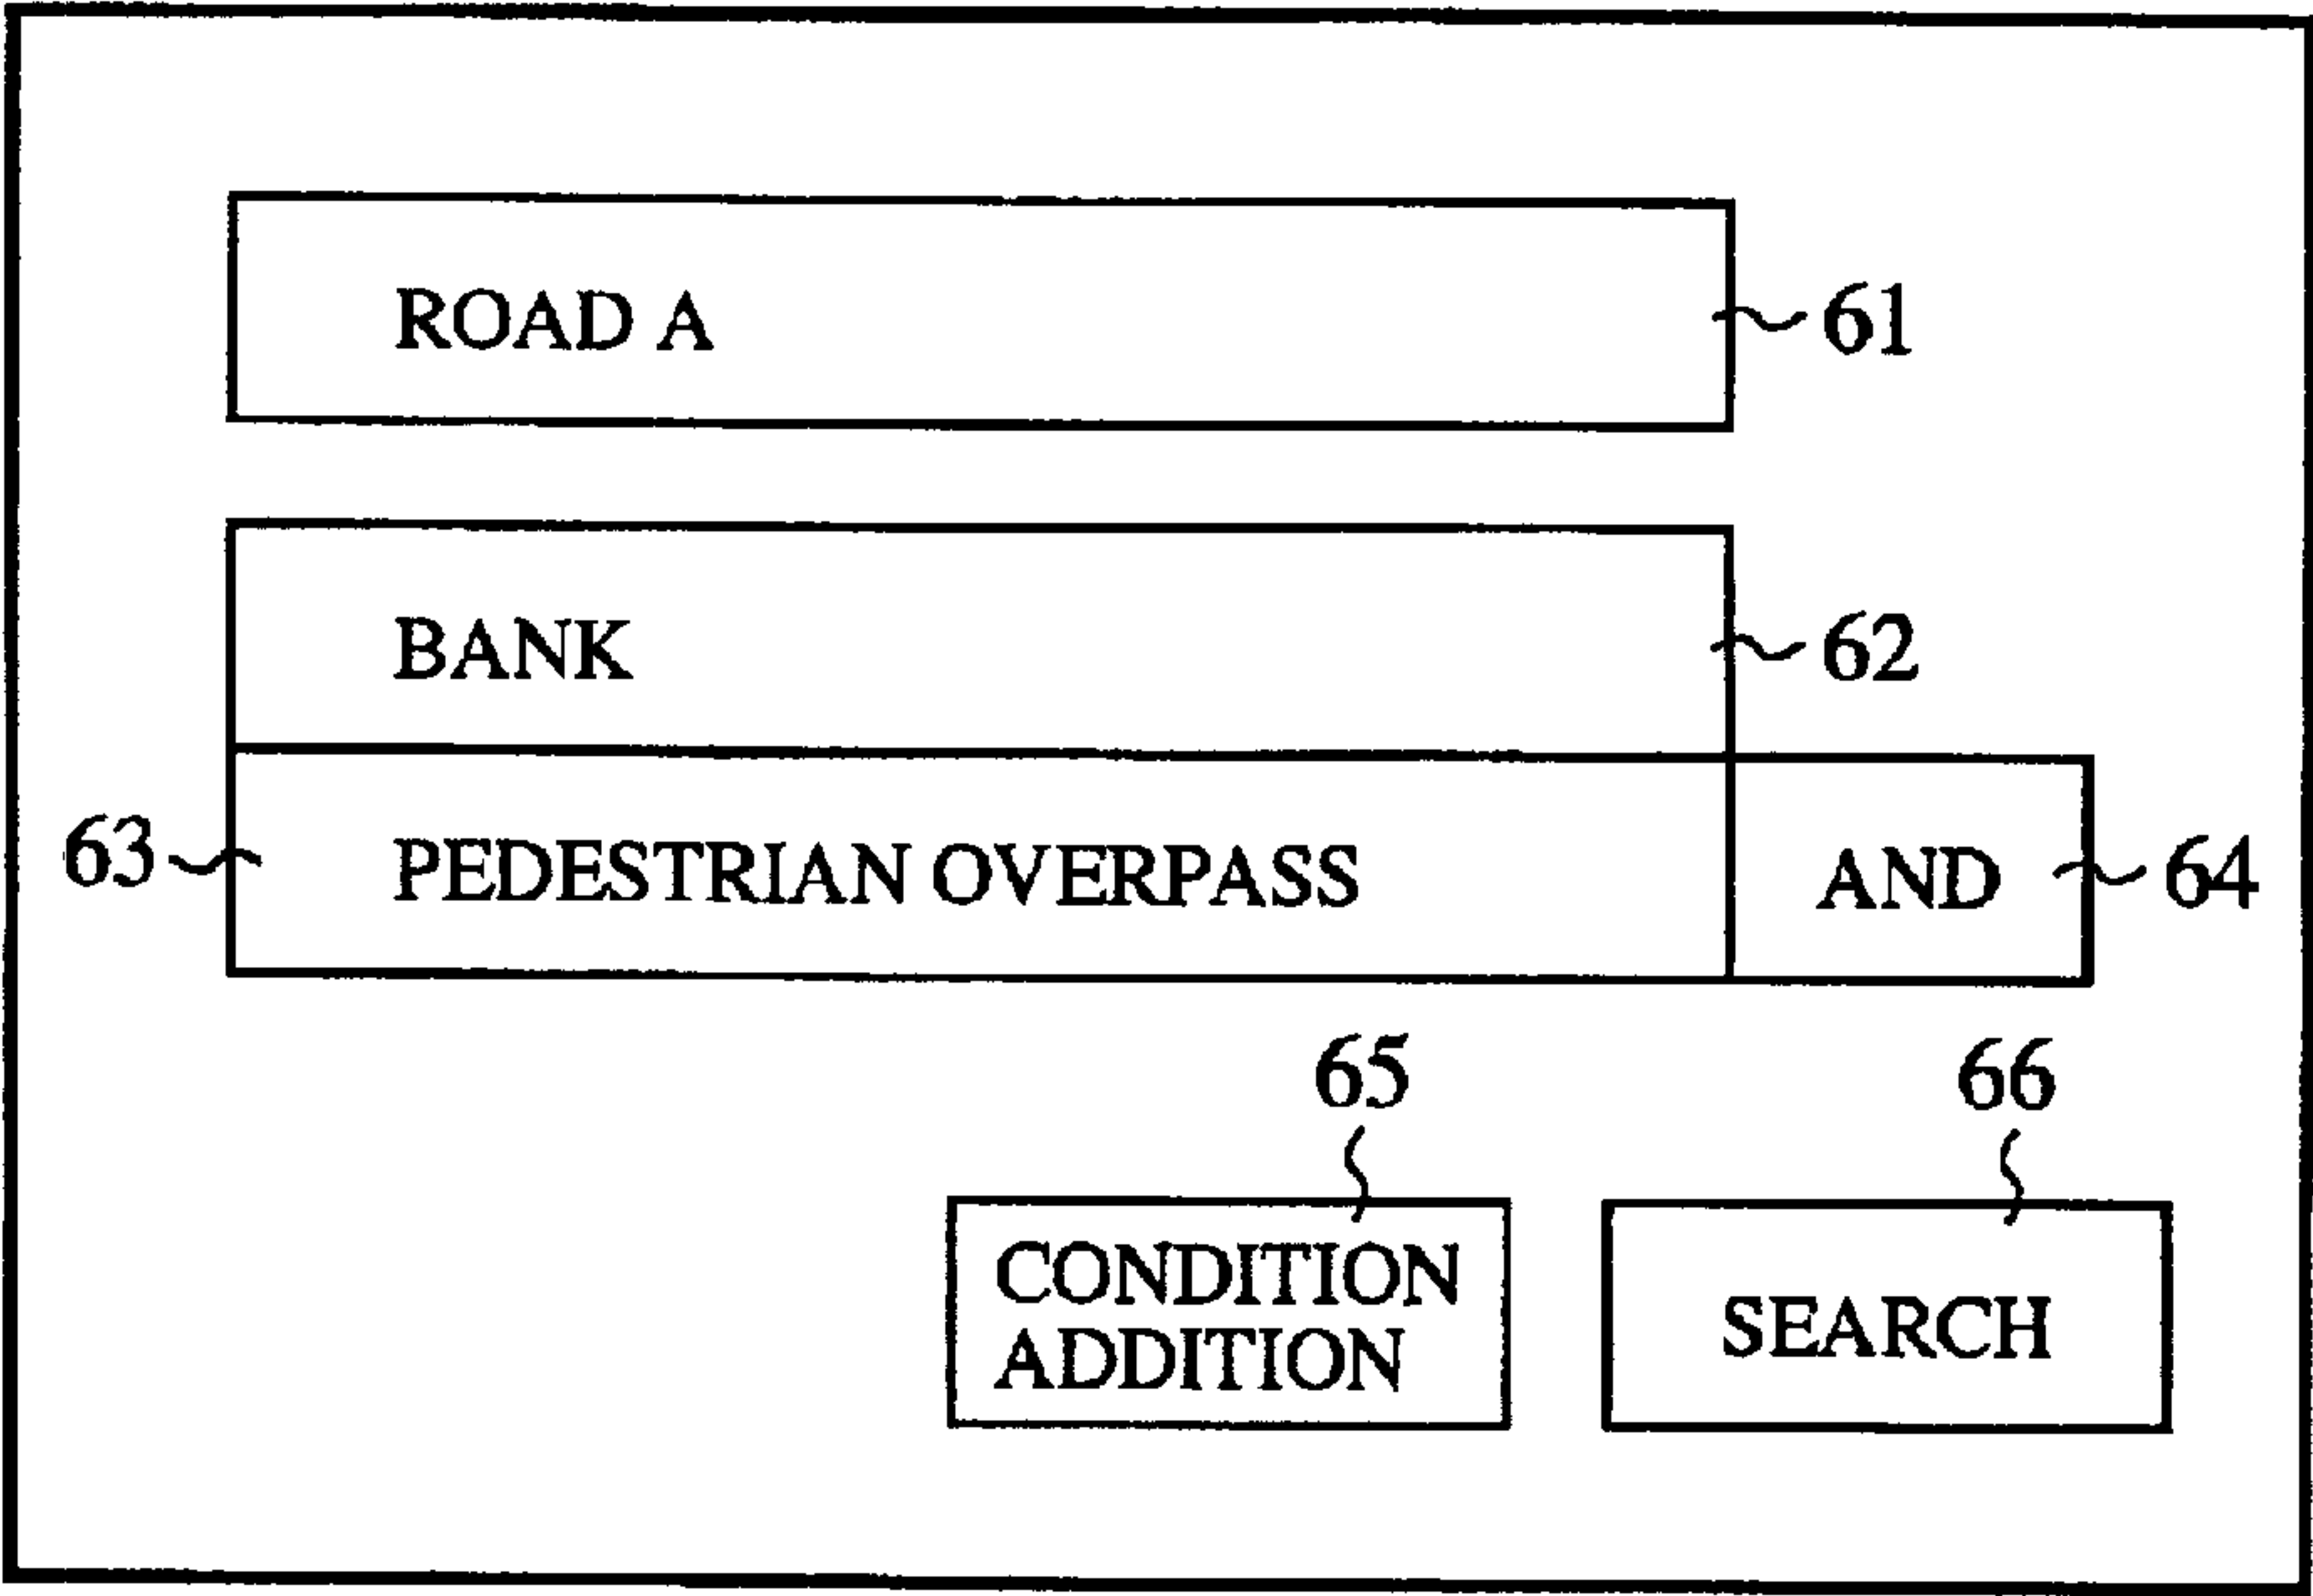 ROAD A
61
BANK
62
63
PEDESTRIAN OVERPASS
AND
64
65
66
CONDITION
ADDITION
SEARCH